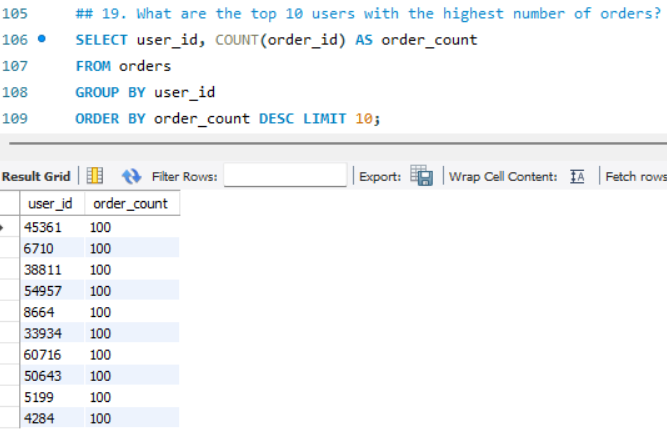 105 ## 19. What are the top 10 users with the highest number of orders?
106 SELECT user_id, COUNT(order_id) AS order_count
107 FROM orders
108 GROUP BY user_id
109 ORDER BY order_count DESC LIMIT 10;
Result Grid Filter Rows: Export: Wrap Cell Content: Fetch rows
user_id order_count
45361 100
6710 100
38811 100
54957 100
8664 100
33934 100
60716 100
50643 100
5199 100
4284 100